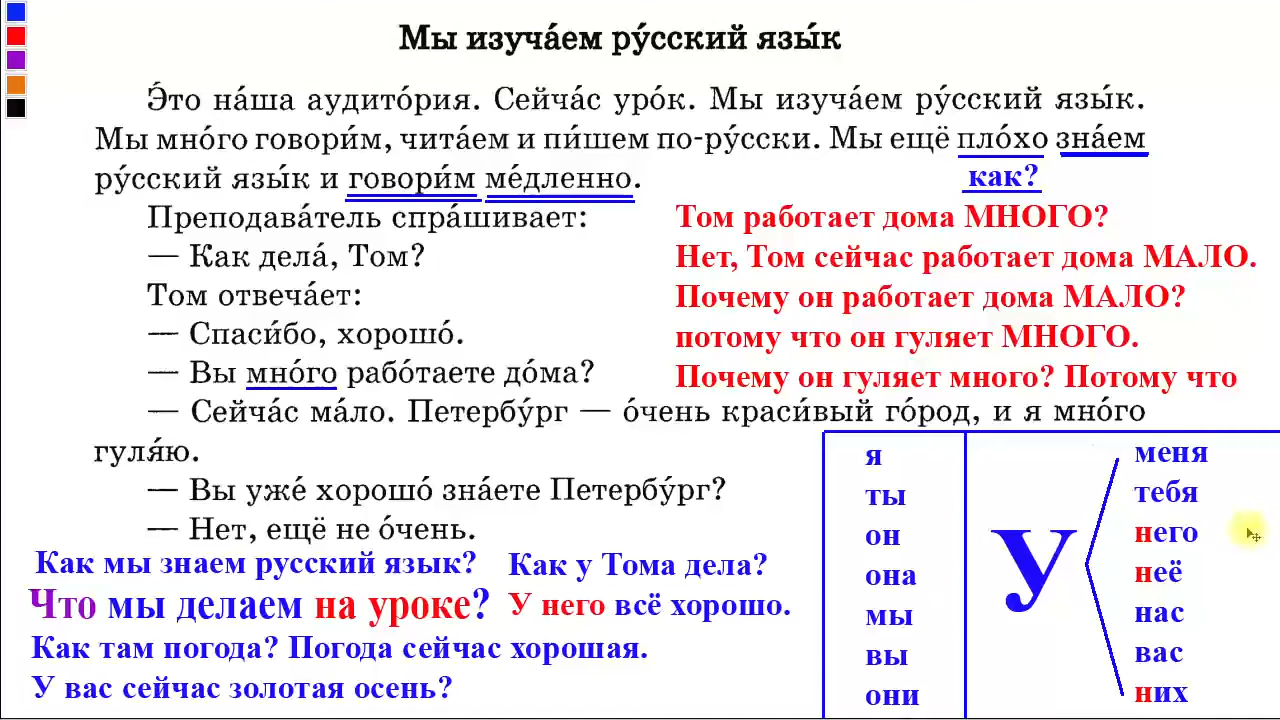 Мы изуча́ем ру́сский язы́к
Э́то на́ша аудито́рия. Сейча́с уро́к. Мы изуча́ем ру́сский язы́к.
Мы мно́го говори́м, чита́ем и пи́шем по-ру́сски. Мы ещё пло́хо зна́ем
ру́сский язы́к и говори́м ме́дленно.
как?
Преподава́тель спра́шивает:
— Как дела́, Том?
Том отвеча́ет:
— Спаси́бо, хорошо́.
— Вы мно́го рабо́таете до́ма?
— Сейча́с ма́ло. Петербу́рг — о́чень краси́вый го́род, и я мно́го
гуля́ю.
— Вы уже́ хорошо́ зна́ете Петербу́рг?
— Нет, ещё не о́чень.
Том работает дома МНОГО?
Нет, Том сейчас работает дома МАЛО.
Почему он работает дома МАЛО?
потому что он гуляет МНОГО.
Почему он гуляет много? Потому что
Как мы знаем русский язык?
Что мы делаем на уроке?
Как у Тома дела?
У него всё хорошо.
Как там погода? Погода сейчас хорошая.
У вас сейчас золотая осень?
я
ты
он
она
мы
вы
они
У
меня
тебя
него
неё
нас
вас
них